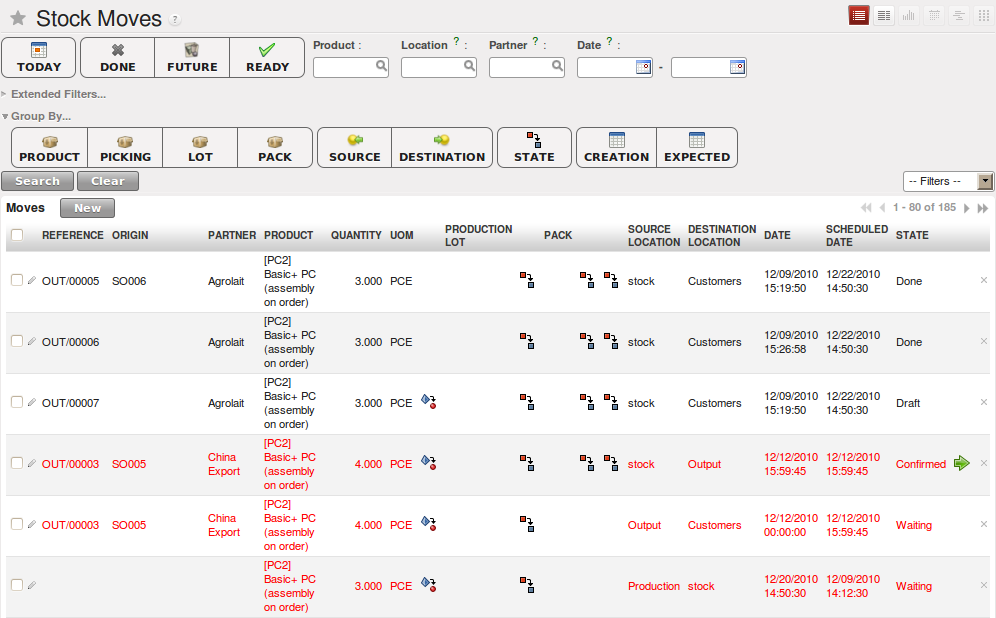 Stock Moves ?
TODAY DONE FUTURE READY
Product : Location ? : Partner ? : Date ? :
-
Extended Filters...
Group By...
PRODUCT PICKING LOT PACK SOURCE DESTINATION STATE CREATION EXPECTED
Search Clear -- Filters --
Moves New 1 - 80 of 185
REFERENCE ORIGIN PARTNER PRODUCT QUANTITY UOM PRODUCTION LOT PACK SOURCE LOCATION DESTINATION LOCATION DATE SCHEDULED DATE STATE
[PC2]
Basic+ PC 12/09/2010 12/22/2010
OUT/00005 SO006 Agrolait (assembly 3.000 PCE stock Customers 15:19:50 14:50:30 Done
on order)
[PC2]
Basic+ PC 12/09/2010 12/22/2010
OUT/00006 Agrolait (assembly 3.000 PCE stock Customers 15:26:58 14:50:30 Done
on order)
[PC2]
Basic+ PC 12/09/2010 12/22/2010
OUT/00007 Agrolait (assembly 3.000 PCE stock Customers 15:19:50 14:50:30 Draft
on order)
[PC2]
China Basic+ PC 12/12/2010 12/12/2010
OUT/00003 SO005 Export (assembly 4.000 PCE stock Output 15:59:45 15:59:45 Confirmed
on order)
[PC2]
China Basic+ PC 12/12/2010 12/12/2010
OUT/00003 SO005 Export (assembly 4.000 PCE Output Customers 00:00:00 15:59:45 Waiting
on order)
[PC2]
Basic+ PC 12/20/2010 12/09/2010
(assembly 3.000 PCE Production stock 14:50:30 14:12:30 Waiting
on order)